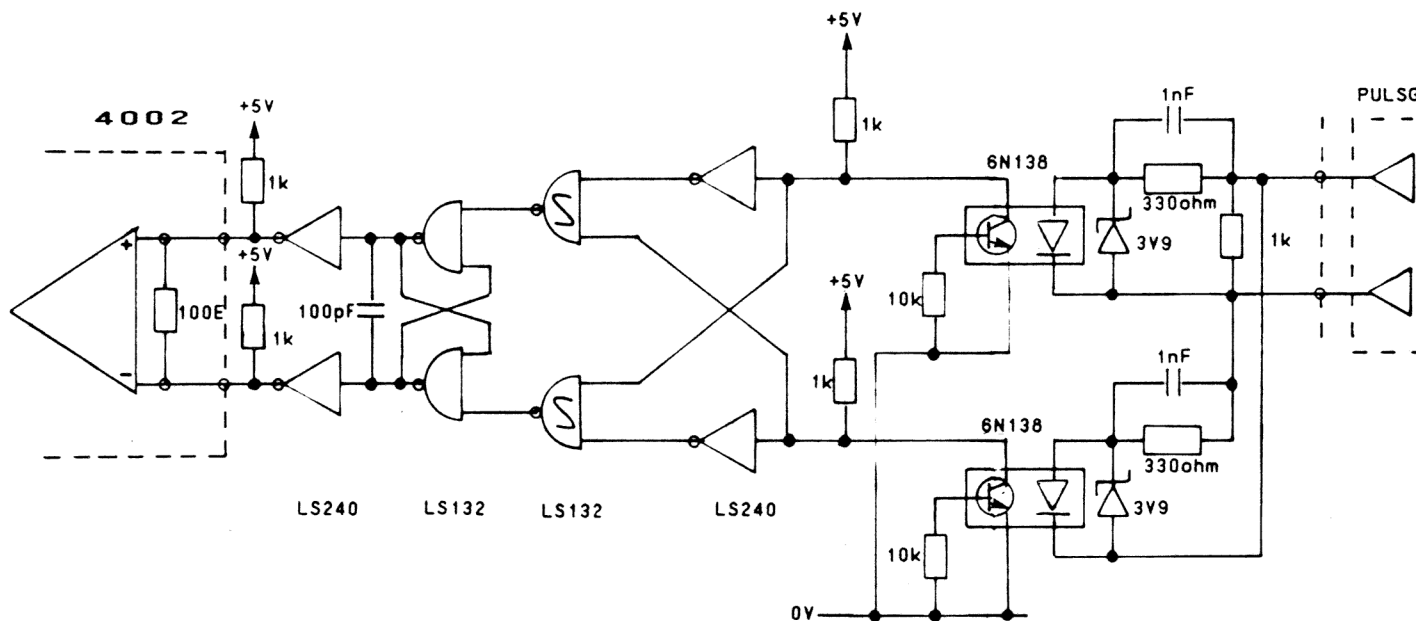 +5V
1nF
PULSG
4002
+5V
1k
6N138
1k
330ohm
3V9
1k
+
+5V
+5V
10k
100E
1k
100pF
1nF
-
1k
6N138
330ohm
3V9
LS240
LS132
LS132
LS240
10k
0V